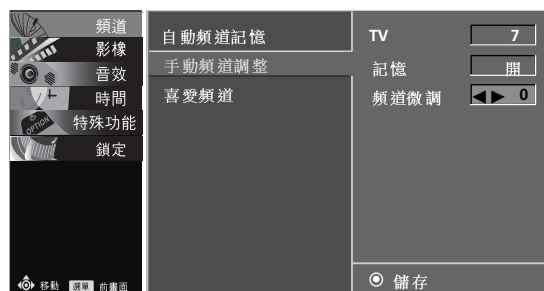 頻道
影像
音效
時間
OPTION 特殊功能
鎖定
移動 選單 前畫面
自動頻道記憶
手動頻道調整
喜愛頻道
TV 7
記憶 開
頻道微調 ◀▶ 0
儲存